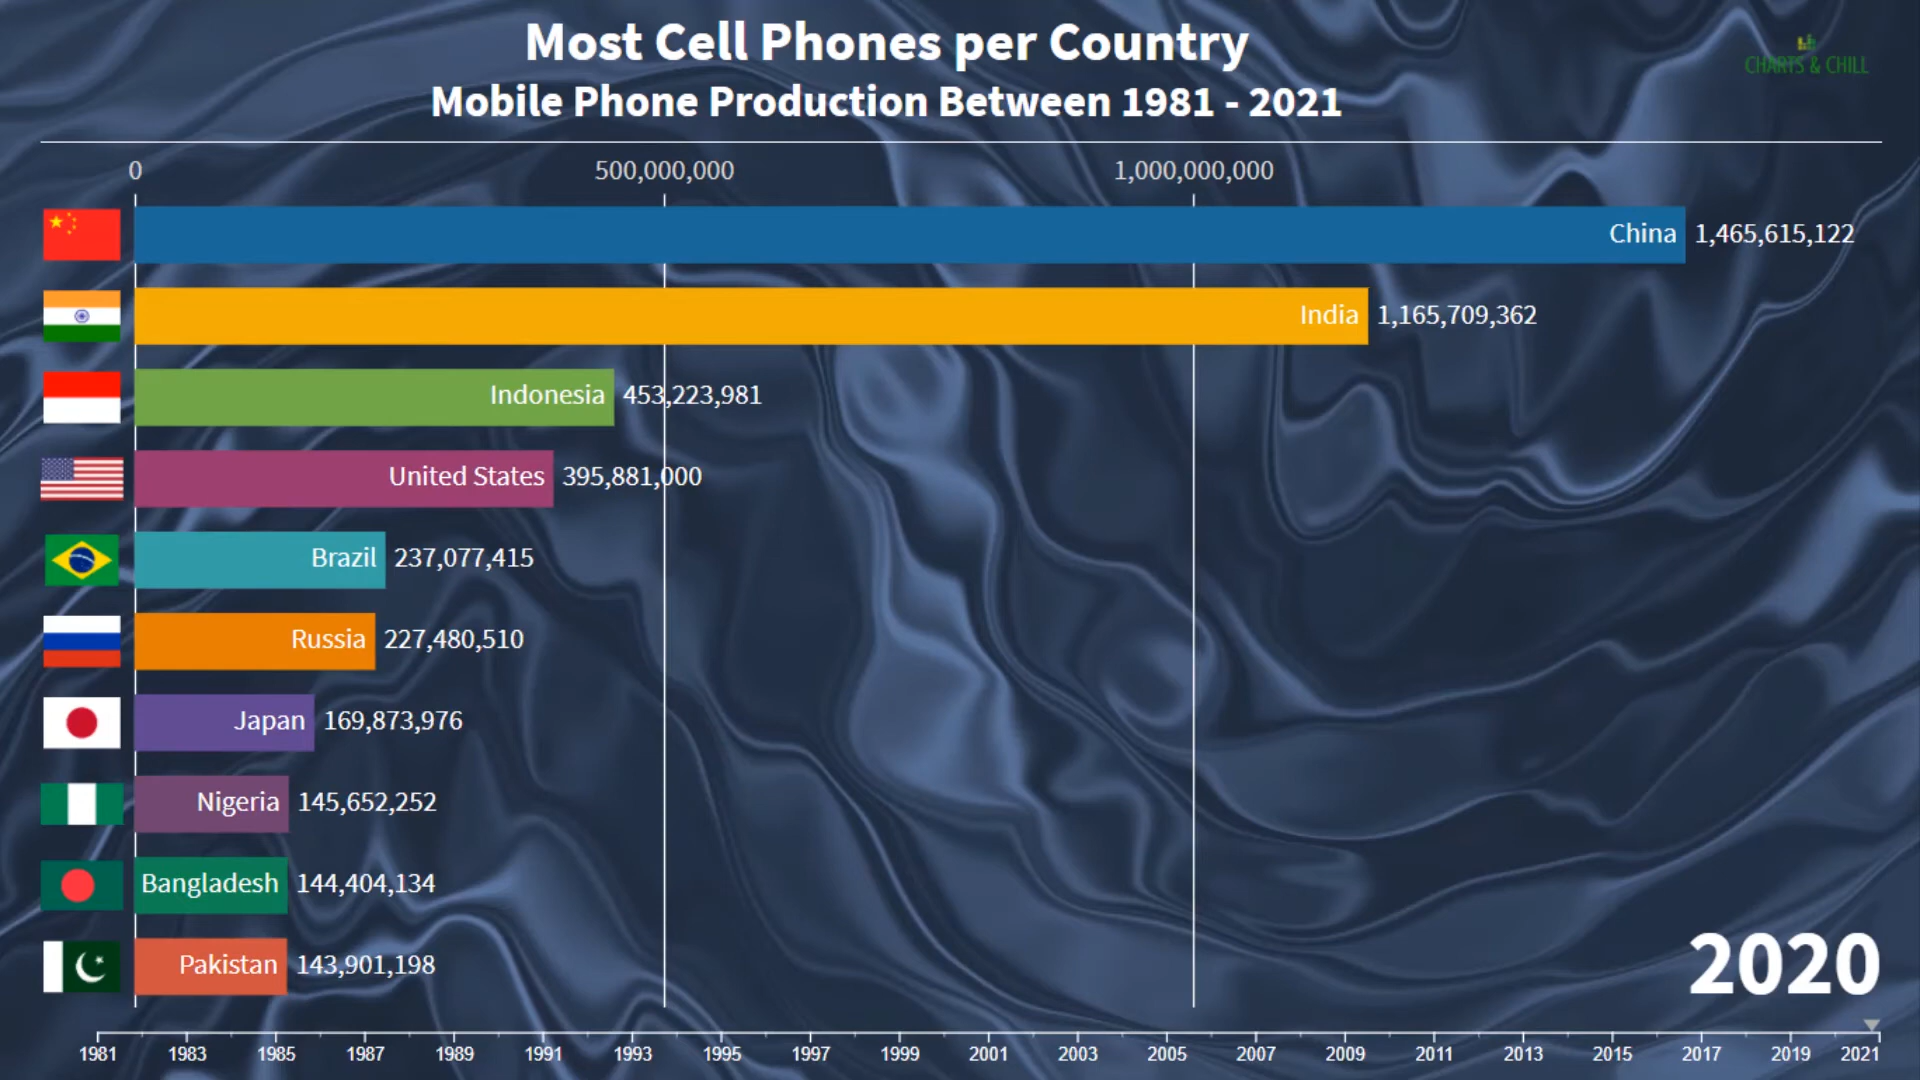 Most Cell Phones per Country
CHARTS & CHILL
Mobile Phone Production Between 1981 - 2021
0 500,000,000 1,000,000,000
China 1,465,615,122
India 1,165,709,362
Indonesia 453,223,981
United States 395,881,000
Brazil 237,077,415
Russia 227,480,510
Japan 169,873,976
Nigeria 145,652,252
Bangladesh 144,404,134
Pakistan 143,901,198
2020
1981 1983 1985 1987 1989 1991 1993 1995 1997 1999 2001 2003 2005 2007 2009 2011 2013 2015 2017 2019 2021